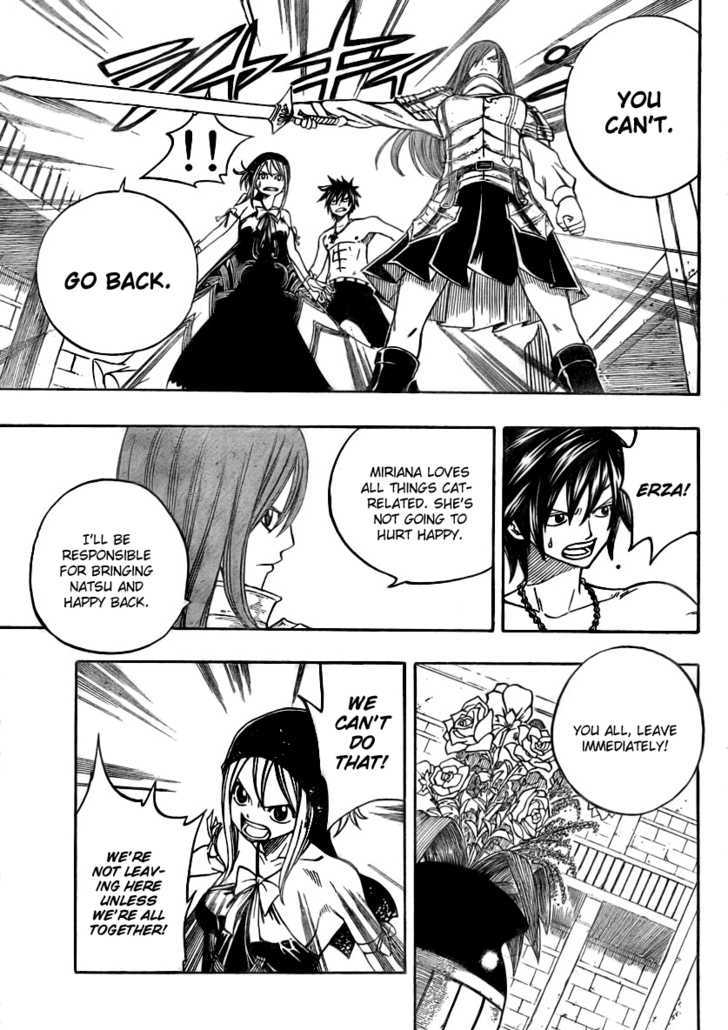 YOU
CAN'T.
!!
GO BACK.
ERZA!
MIRIANA LOVES
ALL THINGS CAT-
RELATED. SHE'S
NOT GOING TO
HURT HAPPY.
I'LL BE
RESPONSIBLE
FOR BRINGING
NATSU AND
HAPPY BACK.
YOU ALL, LEAVE
IMMEDIATELY!
WE
CAN'T
DO
THAT!
WE'RE
NOT LEAV-
ING HERE
UNLESS
WE'RE ALL
TOGETHER!